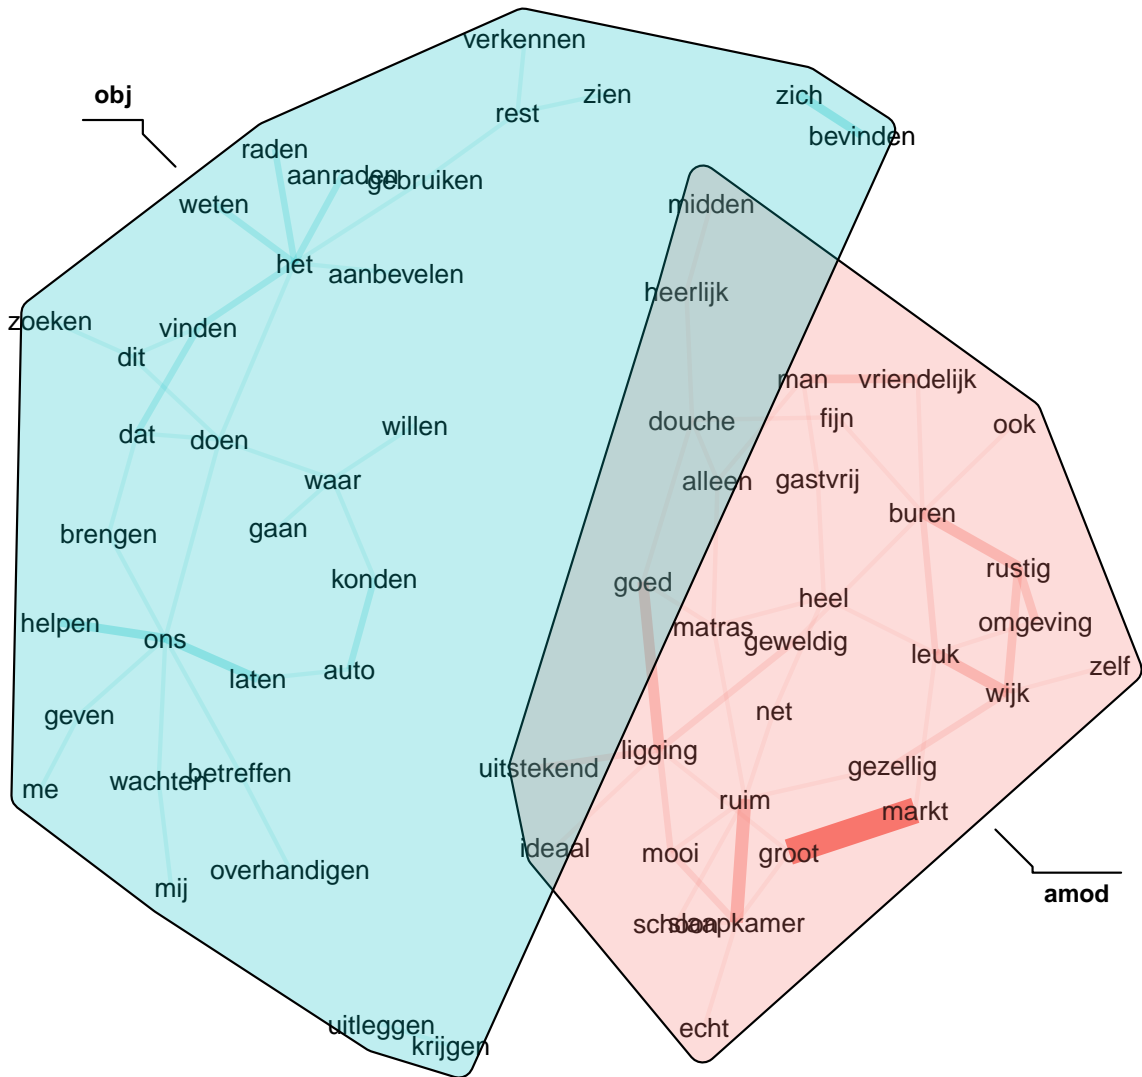 verkennen
obj
zien
zich
rest
bevinden
raden
aanraden
gebruiken
weten
midden
het
aanbevelen
heerlijk
zoeken
vinden
dit
man
vriendelijk
fijn
ook
douche
dat
doen
willen
waar
alleen
gastvrij
gaan
brengen
buren
konden
goed
rustig
heel
helpen
ons
matras
geweldig
omgeving
leuk
zelf
laten
auto
wijk
geven
net
ligging
uitstekend
gezellig
me
wachten
betreffen
ruim
markt
ideaal
mooi
groot
overhandigen
mij
amod
schoon
slaapkamer
uitleggen
echt
krijgen